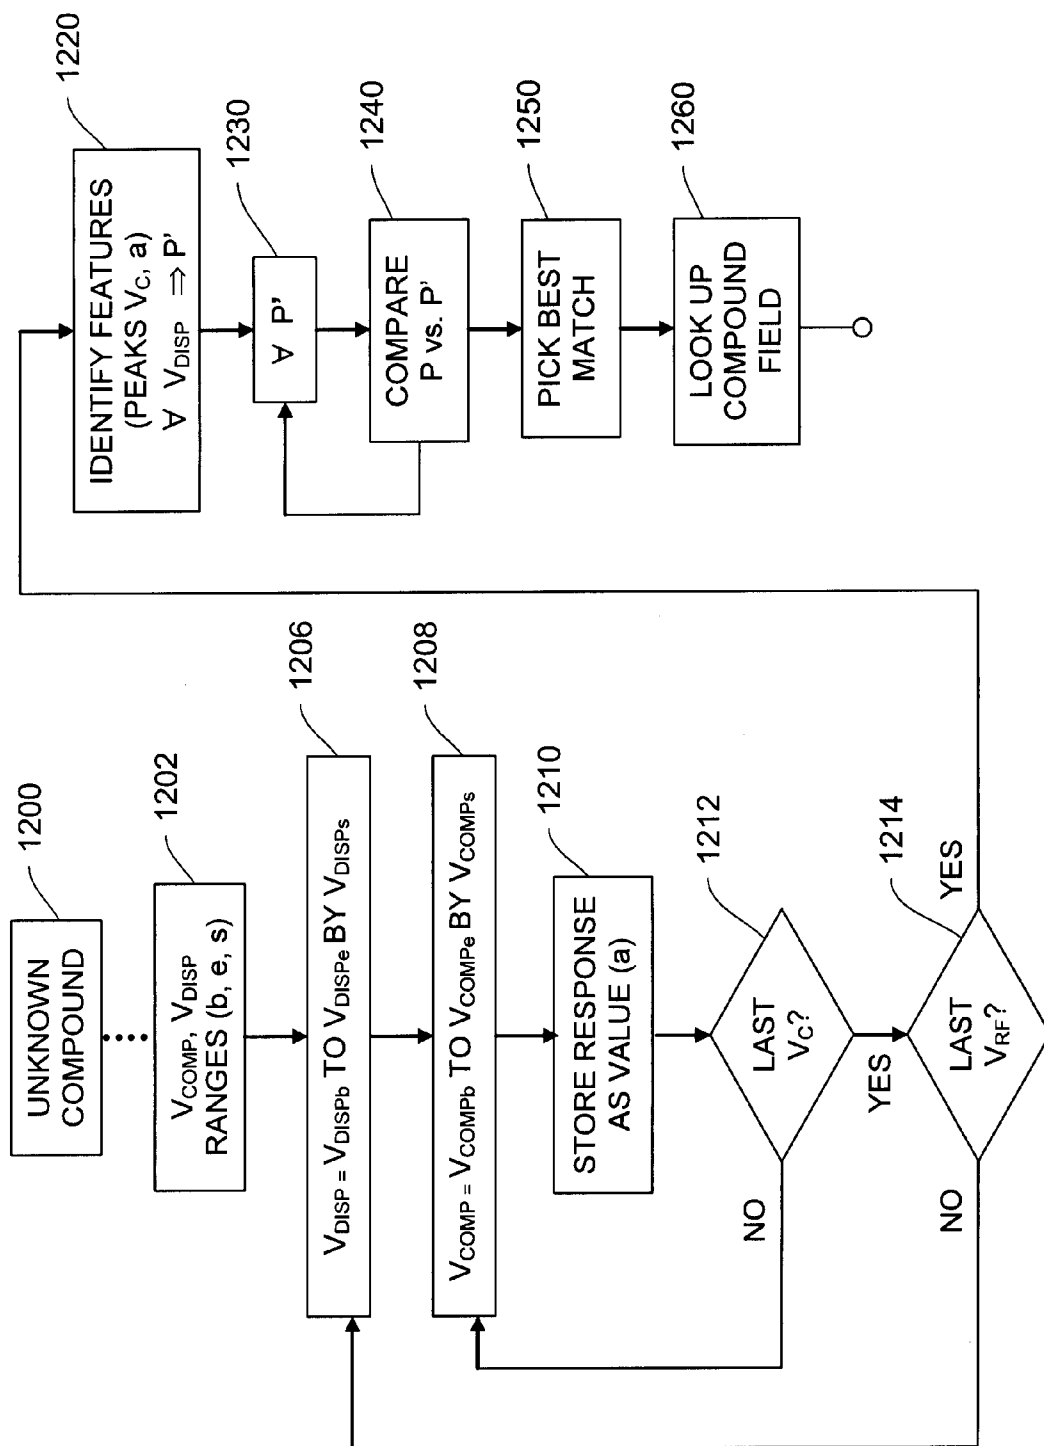 1200
UNKNOWN
COMPOUND
1202
V_COMP, V_DISP
RANGES (b, e, s)
1206
V_DISP = V_DISPb TO V_DISPe BY V_DISPs
1208
V_COMP = V_COMPb TO V_COMPe BY V_COMPs
1210
STORE RESPONSE
AS VALUE (a)
1212
LAST
V_C?
NO
YES
1214
LAST
V_RF?
NO
YES
1220
IDENTIFY FEATURES
(PEAKS V_C, a)
∀ V_DISP ⇒ P'
1230
∀ P'
1240
COMPARE
P vs. P'
1250
PICK BEST
MATCH
1260
LOOK UP
COMPOUND
FIELD